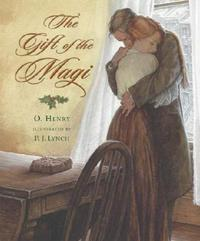 The
Gift of the
Magi
O. HENRY
ILLUSTRATED BY
P. J. LYNCH